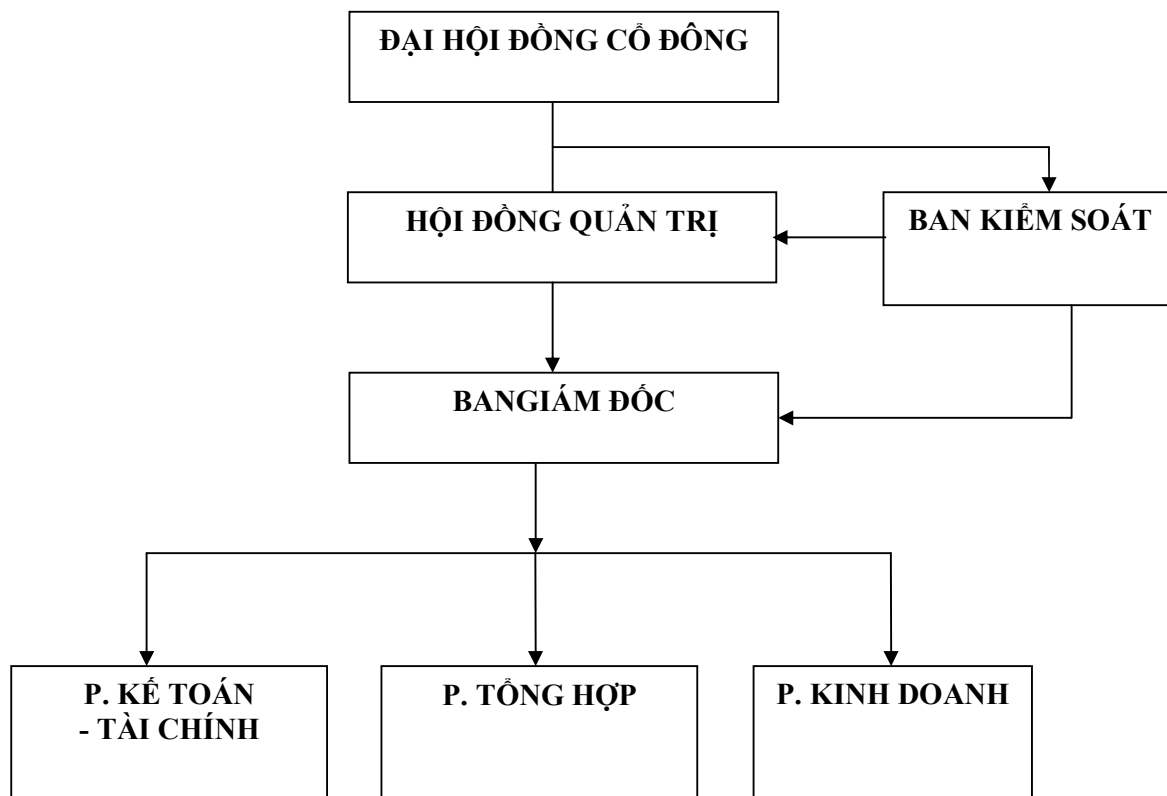 ĐẠI HỘI ĐỒNG CỔ ĐÔNG
HỘI ĐỒNG QUẢN TRỊ
BAN KIỂM SOÁT
BANGIÁM ĐỐC
P. KẾ TOÁN
- TÀI CHÍNH
P. TỔNG HỢP
P. KINH DOANH